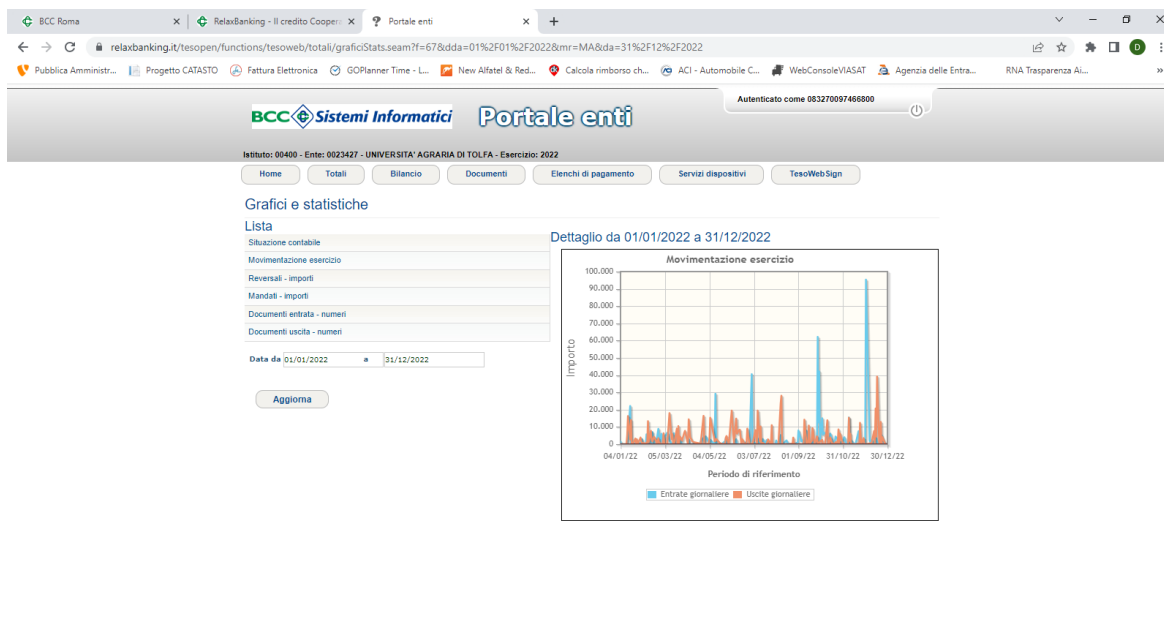 BCC Roma
RelaxBanking - Il credito Coopera
Portale enti
relaxbanking.it/tesopen/functions/tesoweb/totali/graficiStats.seam?f=67&dda=01%2F01%2F2022&mr=MA&da=31%2F12%2F2022
D
Pubblica Amministr... Progetto CATASTO Fattura Elettronica GOPlanner Time - L... New Alfatel & Red... Calcola rimborso ch... ACI - Automobile C... WebConsoleVIASAT Agenzia delle Entra... RNA Trasparenza Ai... »
Autenticato come 083270097466800
BCC Sistemi Informatici Portale enti
Istituto: 00400 - Ente: 0023427 - UNIVERSITA' AGRARIA DI TOLFA - Esercizio: 2022
Home Totali Bilancio Documenti Elenchi di pagamento Servizi dispositivi TesoWebSign
Grafici e statistiche
Lista
Situazione contabile
Movimentazione esercizio
Reversali - importi
Mandati - importi
Documenti entrata - numeri
Documenti uscita - numeri
Data da 01/01/2022 a 31/12/2022
Aggiorna
Dettaglio da 01/01/2022 a 31/12/2022
Movimentazione esercizio
Importo
100.000
90.000
80.000
70.000
60.000
50.000
40.000
30.000
20.000
10.000
0
04/01/22 05/03/22 04/05/22 03/07/22 01/09/22 31/10/22 30/12/22
Periodo di riferimento
Entrate giornaliere Uscite giornaliere